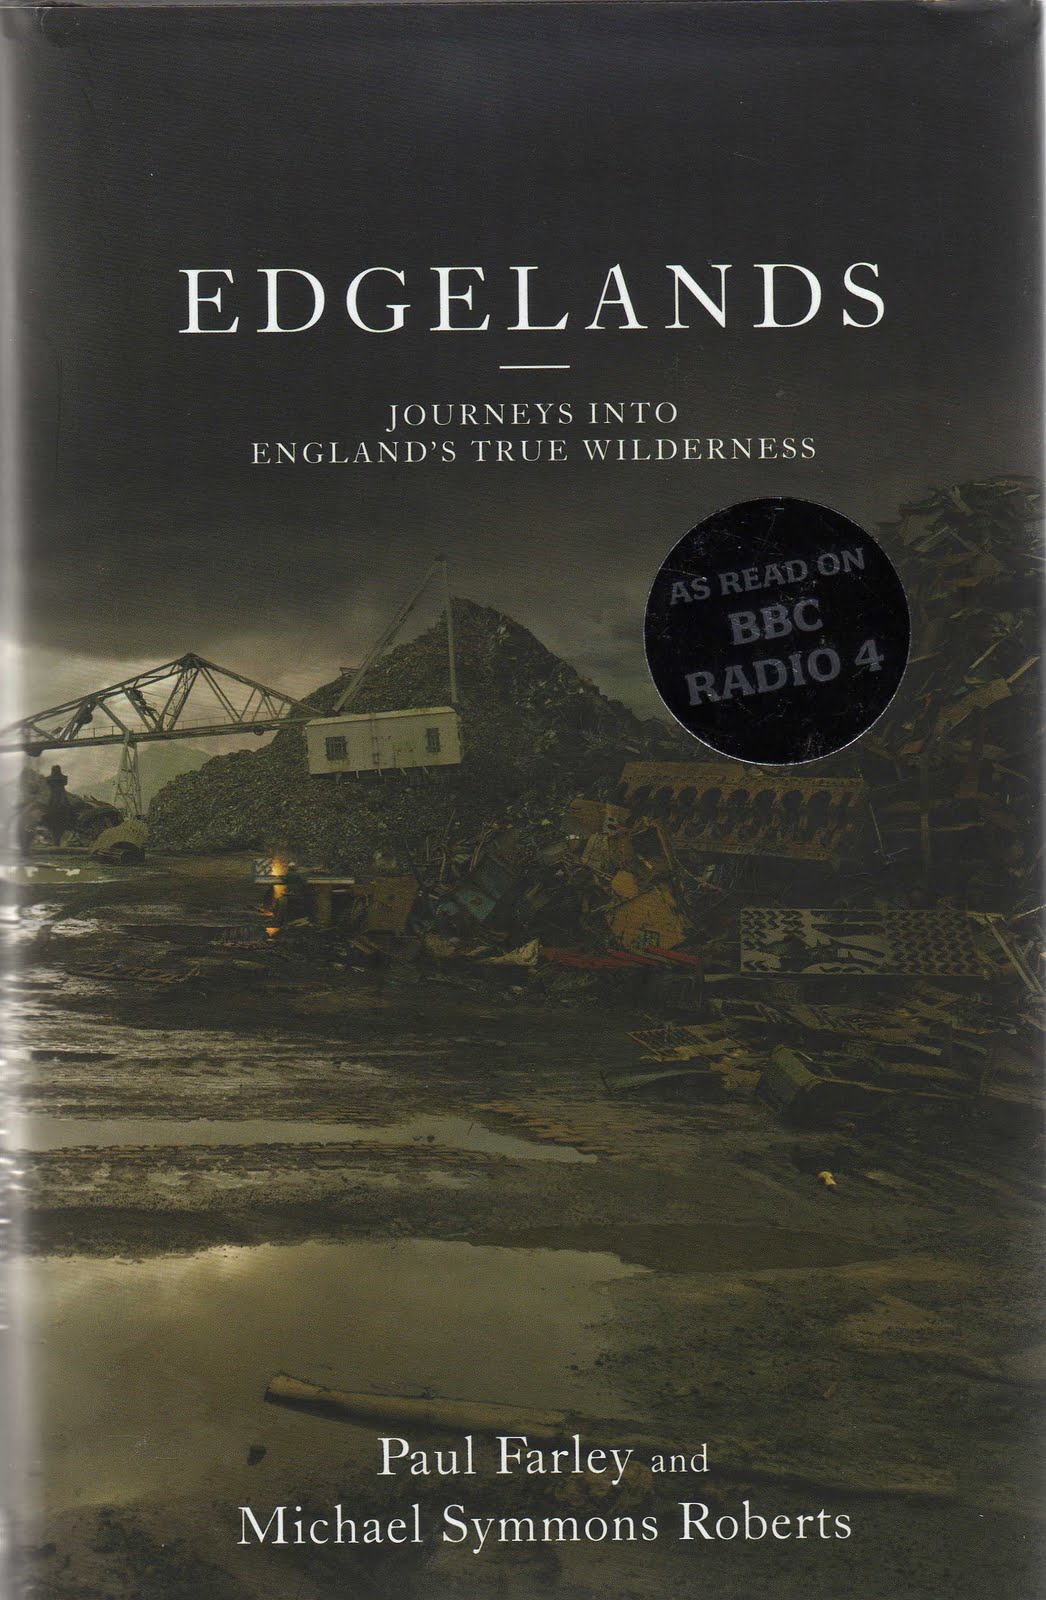 EDGELANDS
JOURNEYS INTO
ENGLAND'S TRUE WILDERNESS
AS READ ON
BBC
RADIO 4
Paul Farley and
Michael Symmons Roberts